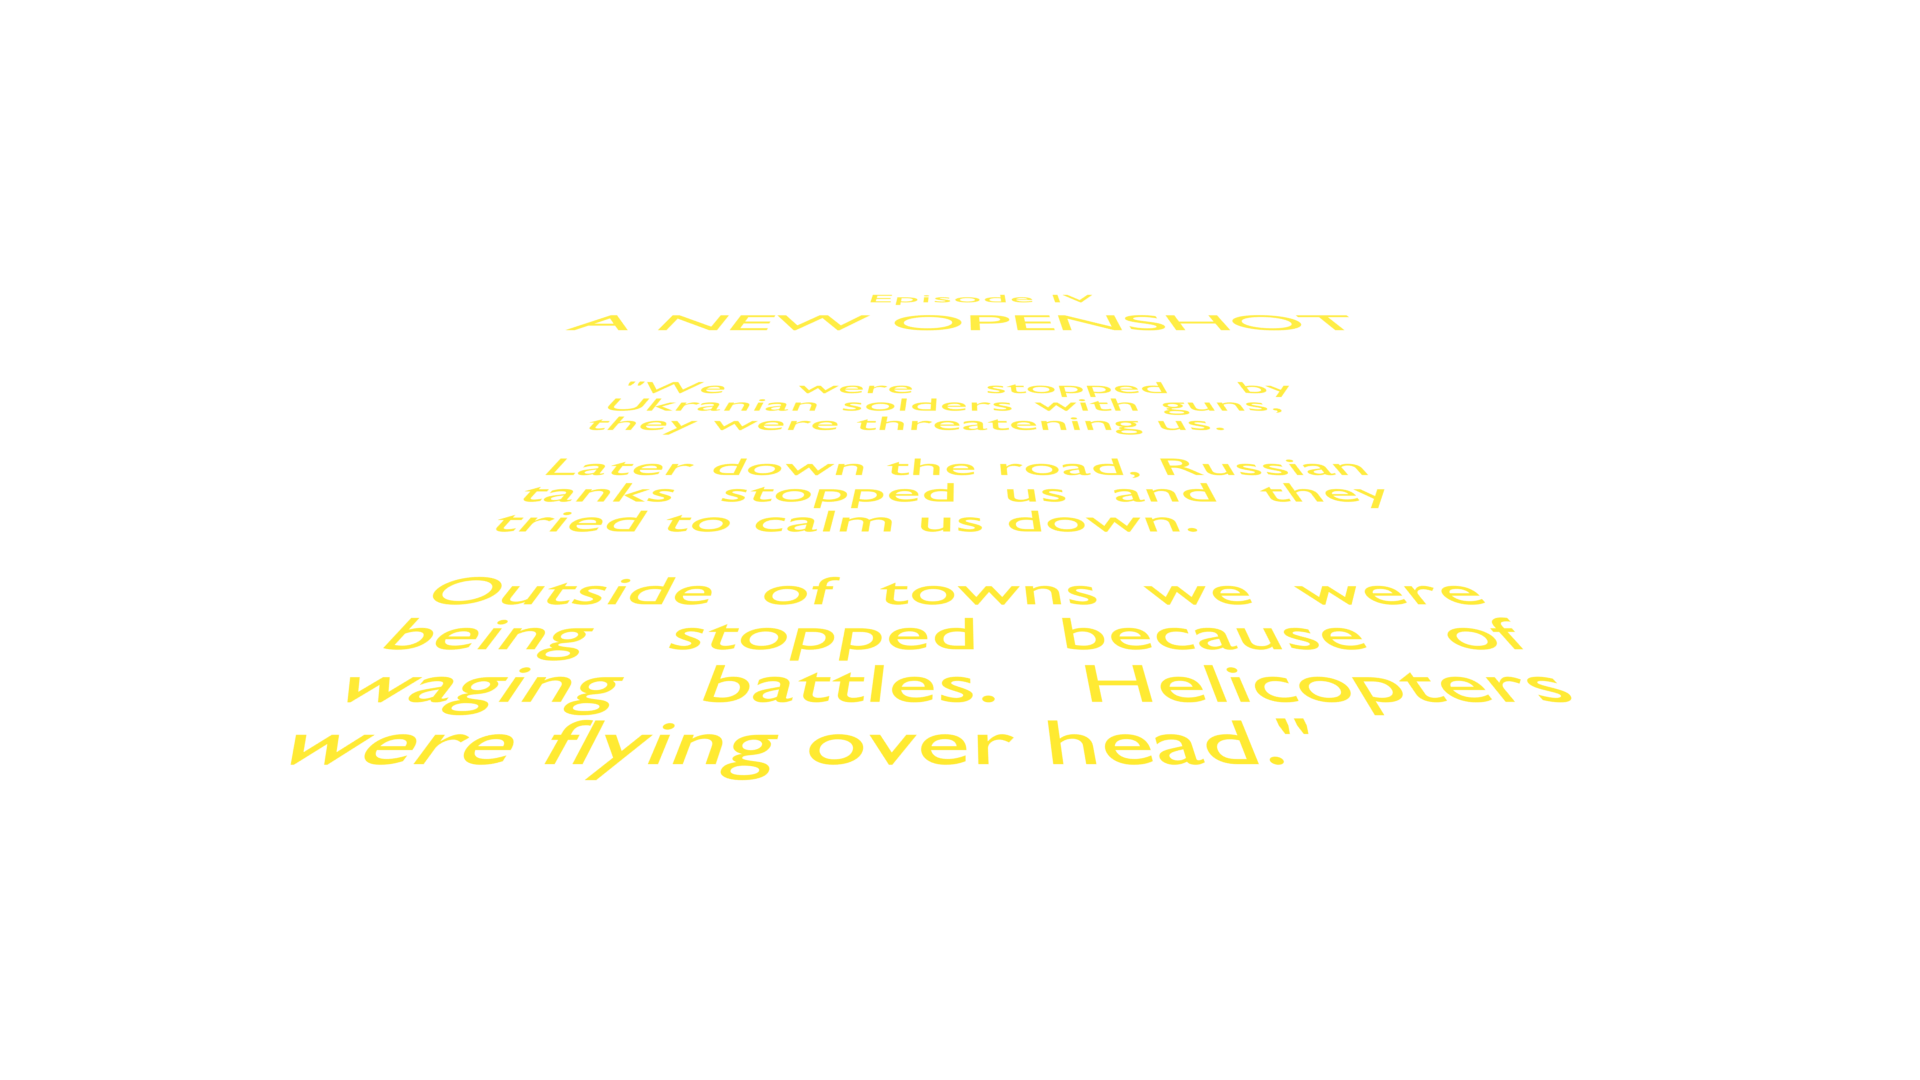 Episode IV
A NEW OPENSHOT
"We were stopped by
Ukranian solders with guns,
they were threatening us.
Later down the road, Russian
tanks stopped us and they
tried to calm us down.
Outside of towns we were
being stopped because of
waging battles. Helicopters
were flying over head."